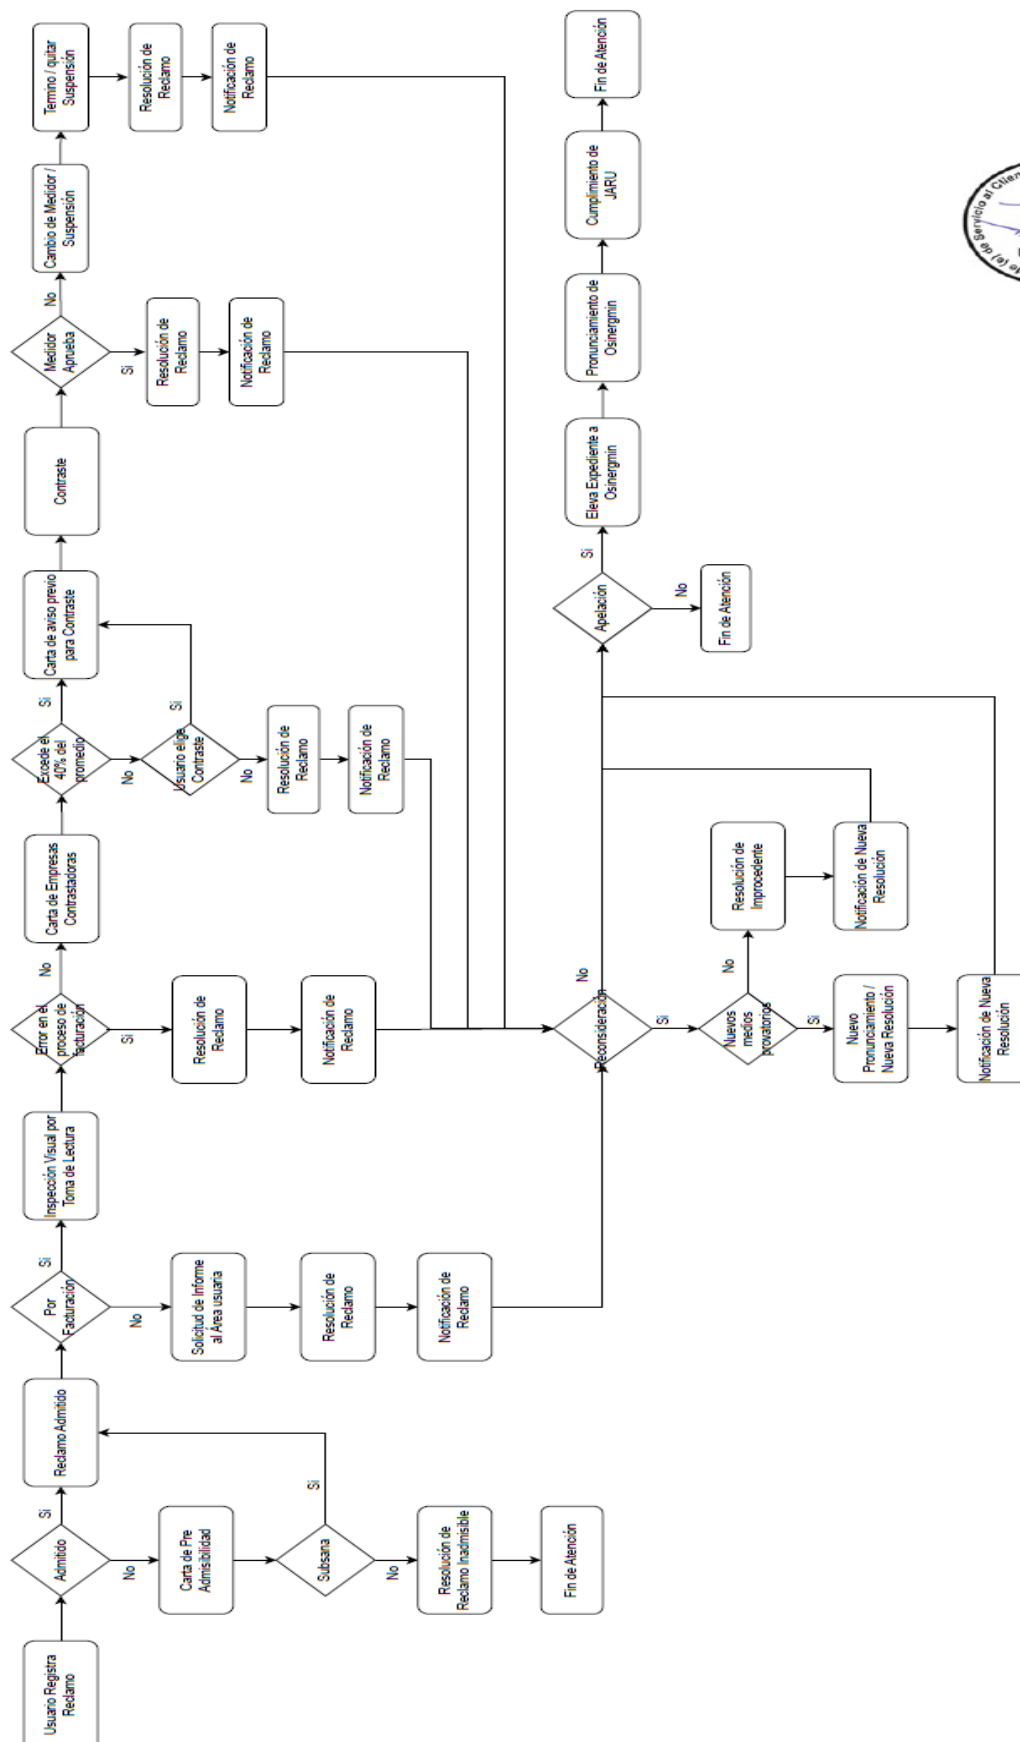 Usuario Registra
Reclamo
Admitido
Si
No
Reclamo Admitido
Carta de Pre
Admisibilidad
Subsana
Si
No
Resolución de
Reclamo Inadmisible
Fin de Atención
Por
Facturación
Si
No
Solicitud de Informe
al Área usuaria
Resolución de
Reclamo
Notificación de
Reclamo
Inspección Visual por
Toma de Lectura
Error en el
proceso de
facturación
No
Si
Resolución de
Reclamo
Notificación de
Reclamo
Carta de Empresas
Contrastadoras
Excede el
40% del
promedio
Si
No
Usuario elige
Contraste
Si
No
Resolución de
Reclamo
Notificación de
Reclamo
Carta de aviso previo
para Contraste
Contraste
Medidor
Aprueba
No
Si
Resolución de
Reclamo
Notificación de
Reclamo
Cambio de Medidor /
Suspensión
Termino / quitar
Suspensión
Resolución de
Reclamo
Notificación de
Reclamo
Reconsideración
No
Si
Nuevos
medios
provatorios
No
Si
Resolución de
Improcedente
Notificación de Nueva
Resolución
Nuevo
Pronunciamiento /
Nueva Resolución
Notificación de Nueva
Resolución
Apelación
Si
No
Fin de Atención
Eleva Expediente a
Osinergmin
Pronunciamiento de
Osinergmin
Cumplimiento de
JARU
Fin de Atención
(e) de Servicio al